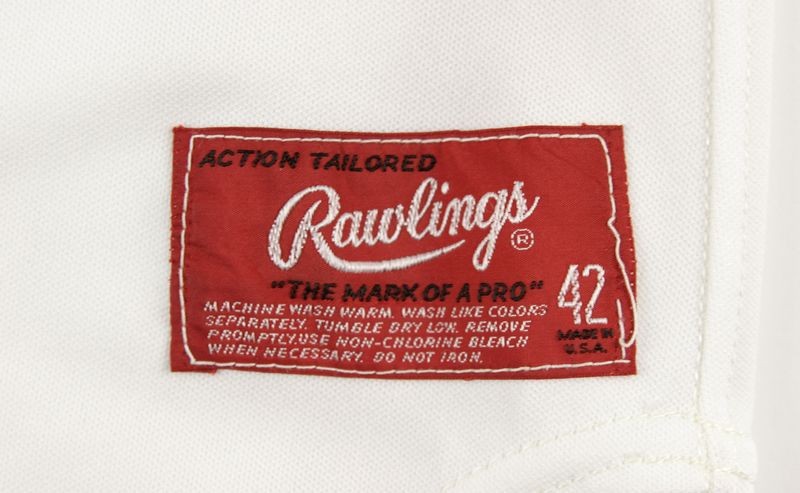 ACTION TAILORED
Rawlings®
"THE MARK OF A PRO"
42
MACHINE WASH WARM. WASH LIKE COLORS
SEPARATELY. TUMBLE DRY LOW. REMOVE
PROMPTLY.USE NON-CHLORINE BLEACH
WHEN NECESSARY. DO NOT IRON.
MADE IN
U.S.A.